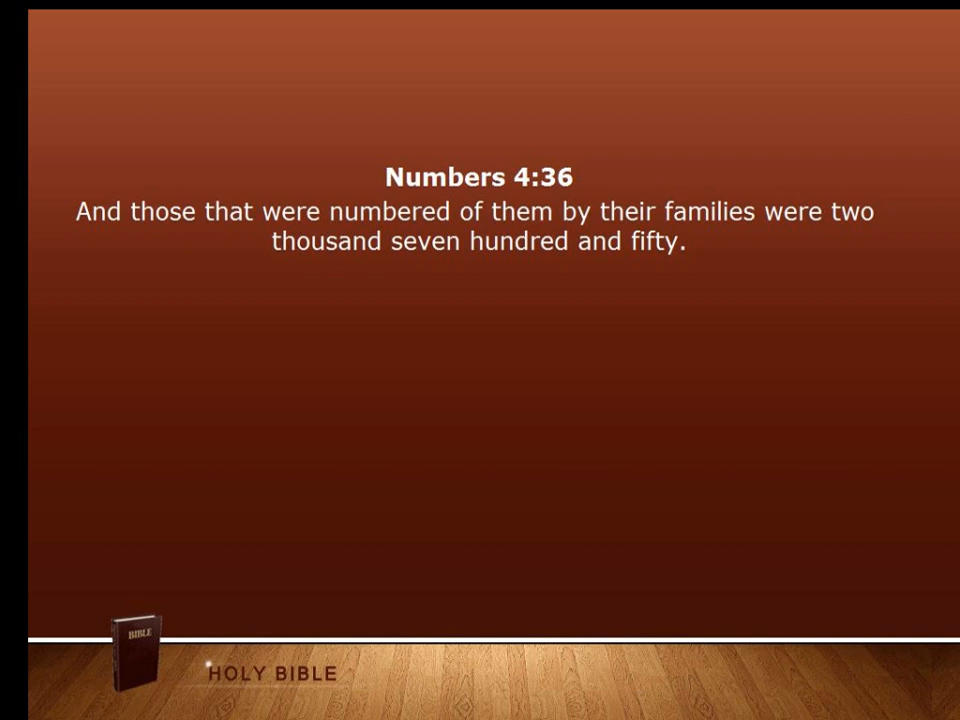 Numbers 4:36
And those that were numbered of them by their families were two
thousand seven hundred and fifty.
BIBLE
HOLY BIBLE